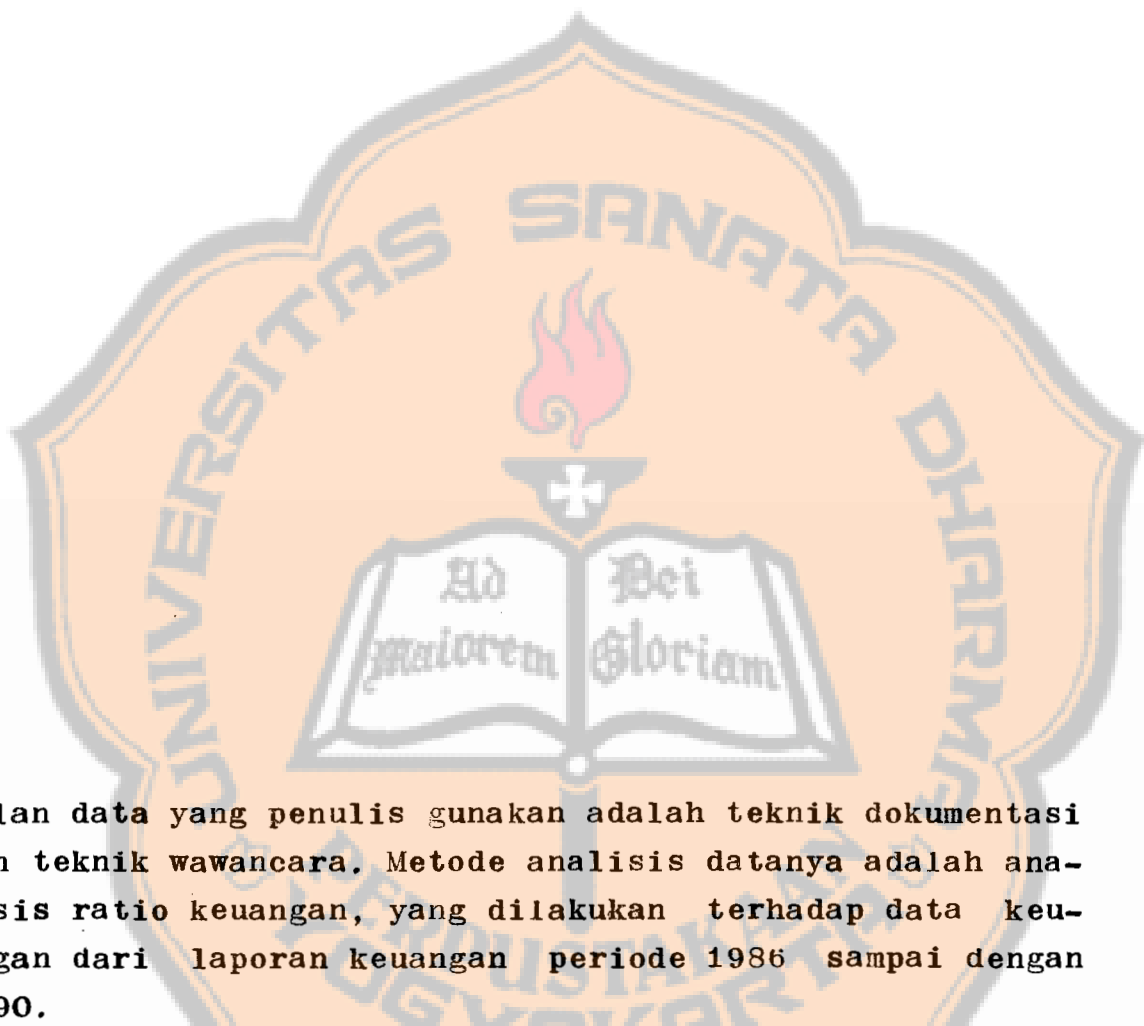 UNIVERSITAS SANATA DHARMA
Ad Dei
Maiorem Gloriam
lan data yang penulis gunakan adalah teknik dokumentasi
teknik wawancara. Metode analisis datanya adalah ana-
sis ratio keuangan, yang dilakukan terhadap data keu-
gan dari laporan keuangan periode 1986 sampai dengan
90.
PERPUSTAKAAN
YOGYAKARTA